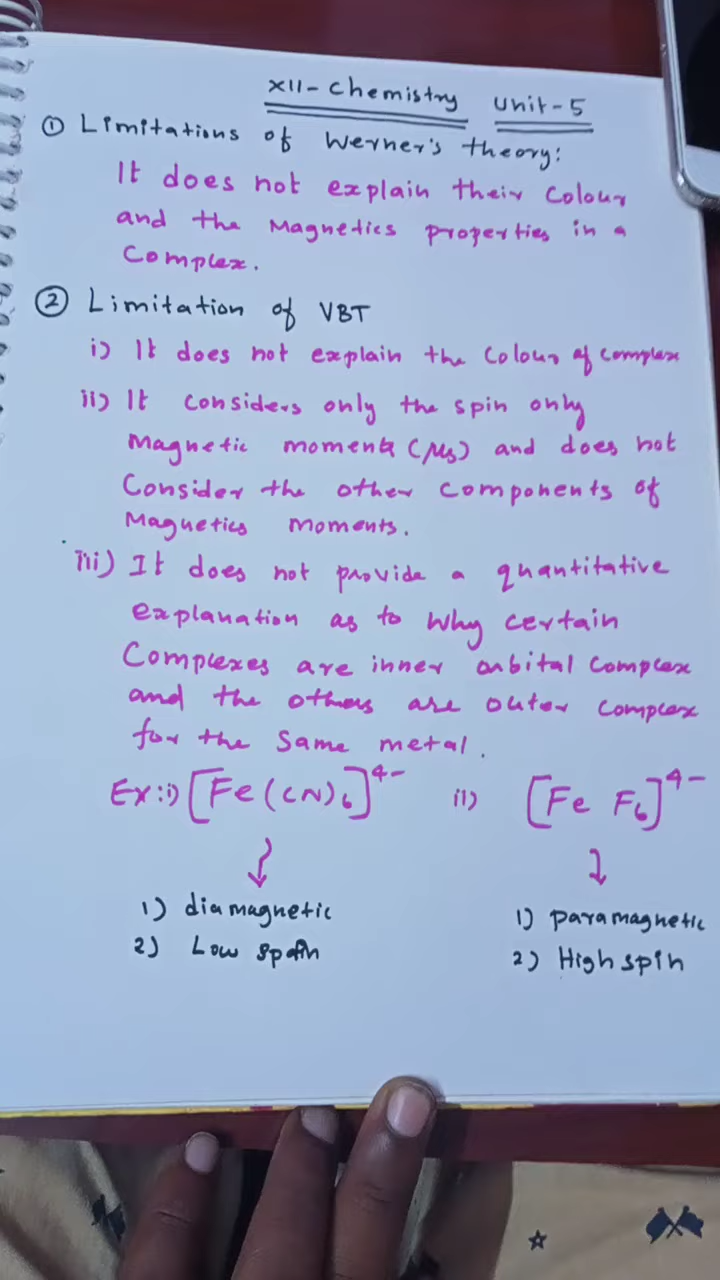 XII - Chemistry Unit - 5
① Limitations of Werner's theory:
It does not explain their Colour
and the Magnetics properties in a
Complex.
② Limitation of VBT
i) It does not explain the Colour of complex
ii) It considers only the spin only
Magnetic moments (μs) and does not
Consider the other components of
Magnetics moments.
iii) It does not provide a quantitative
explanation as to why certain
Complexes are inner orbital Complex
and the others are outer complex
for the same metal.
Ex: i) [Fe(CN)6]4- ii) [Fe F6]4-
1) diamagnetic 1) paramagnetic
2) Low spin 2) High spin